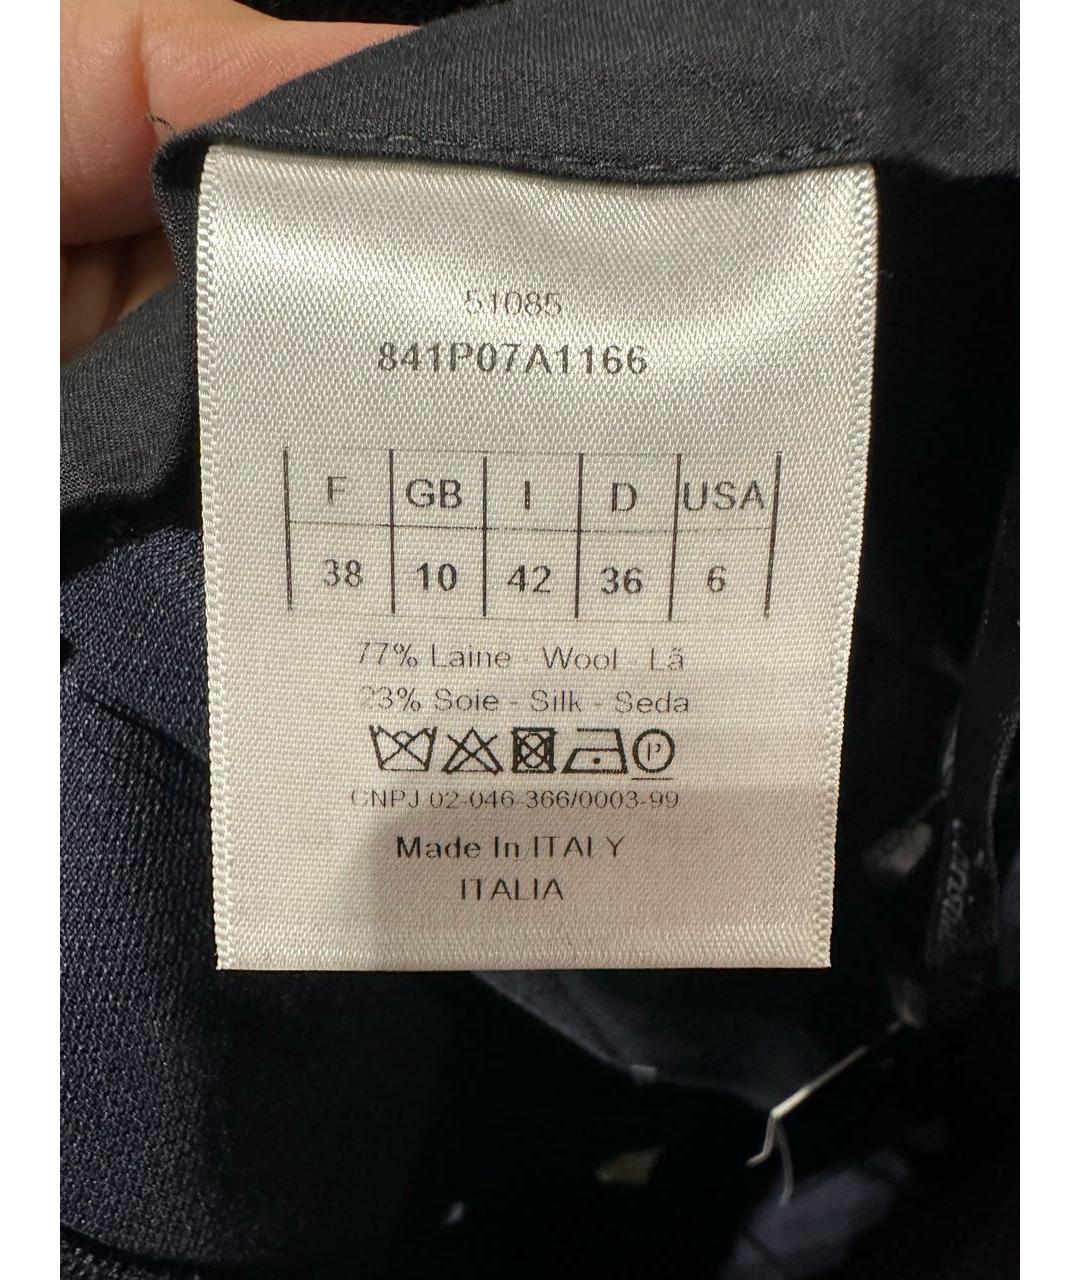 51085
841P07A1166
F GB I D USA
38 10 42 36 6
77% Laine - Wool - Lã
23% Soie - Silk - Seda
P
CNPJ 02-046-366/0003-99
Made In ITALY
ITALIA